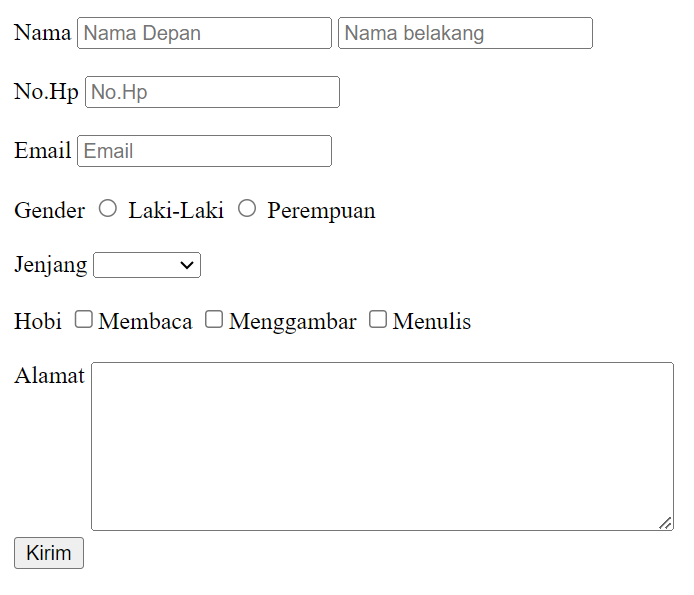 Nama Nama Depan Nama belakang
No.Hp No.Hp
Email Email
Gender Laki-Laki Perempuan
Jenjang
Hobi Membaca Menggambar Menulis
Alamat
Kirim